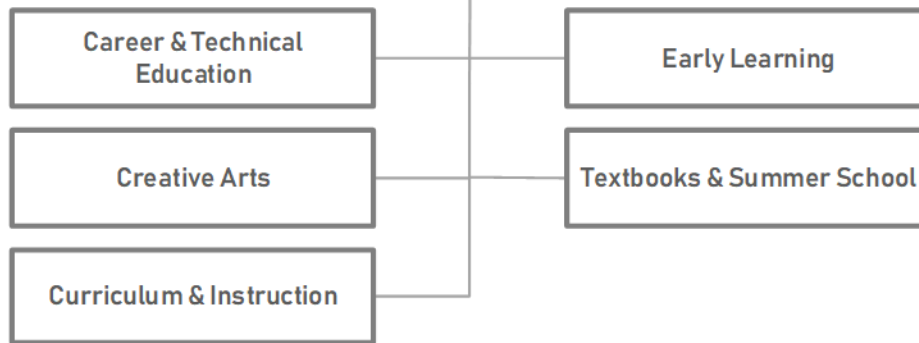 Career & Technical
Education
Early Learning
Creative Arts
Textbooks & Summer School
Curriculum & Instruction